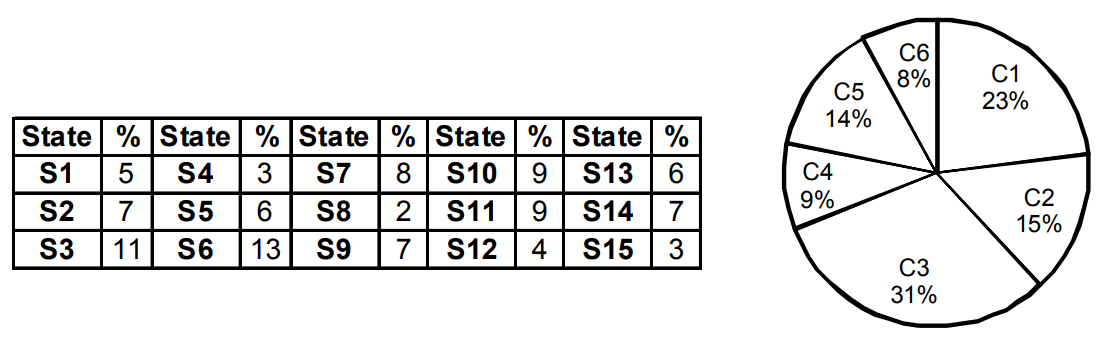 State % State % State % State % State %
S1 5 S4 3 S7 8 S10 9 S13 6
S2 7 S5 6 S8 2 S11 9 S14 7
S3 11 S6 13 S9 7 S12 4 S15 3
C6
8%
C1
23%
C5
14%
C4
9%
C2
15%
C3
31%